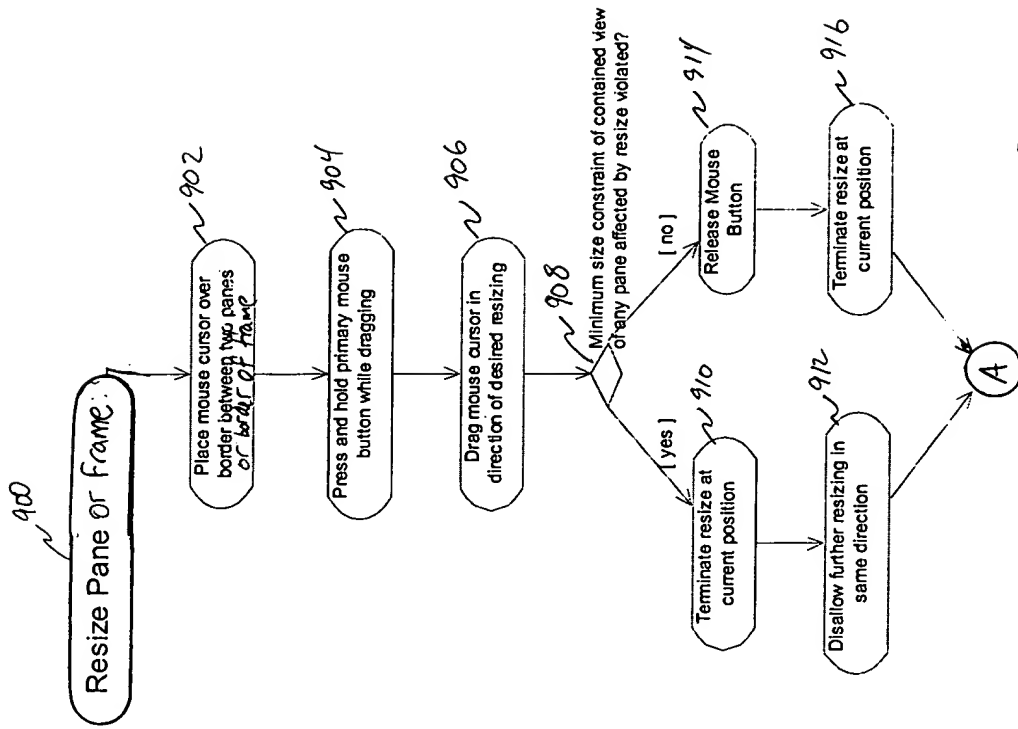 900
Resize Pane or Frame:
902
Place mouse cursor over
border between two panes
or border of frame
904
Press and hold primary mouse
button while dragging
906
Drag mouse cursor in
direction of desired resizing
908
Minimum size constraint of contained view
of any pane affected by resize violated?
[ yes ]
[ no ]
910
Terminate resize at
current position
912
Disallow further resizing in
same direction
914
Release Mouse
Button
916
Terminate resize at
current position
A